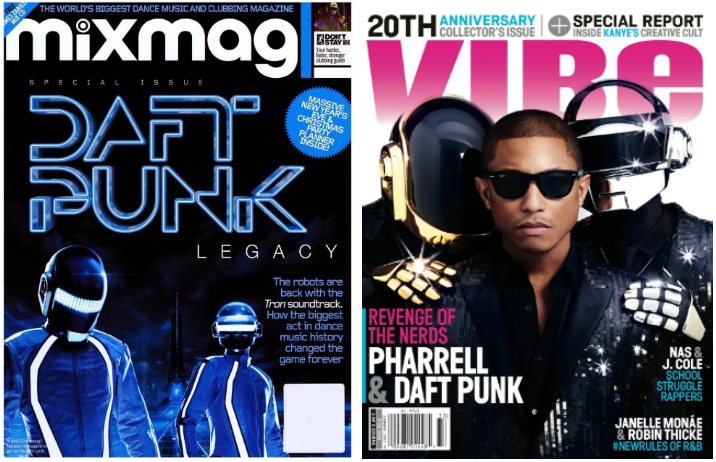 THE WORLD'S BIGGEST DANCE MUSIC AND CLUBBING MAGAZINE
mixmag
DON'T
STAY IN
Your harder,
faster, stronger
clubbing guide
SPECIAL ISSUE
DAFT
PUNK
LEGACY
MASSIVE
NEW YEAR'S
EVE &
CHRISTMAS
PARTY
PLANNER
INSIDE!
The robots are
back with the
Tron soundtrack.
How the biggest
act in dance
music history
changed the
game forever
20TH ANNIVERSARY
COLLECTOR'S ISSUE
SPECIAL REPORT
INSIDE KANYE'S CREATIVE CULT
VIBE
REVENGE OF
THE NERDS
PHARRELL
& DAFT PUNK
NAS &
J. COLE
SCHOOL
STRUGGLE
RAPPERS
JANELLE MONÁE
& ROBIN THICKE
#NEWRULES OF R&B